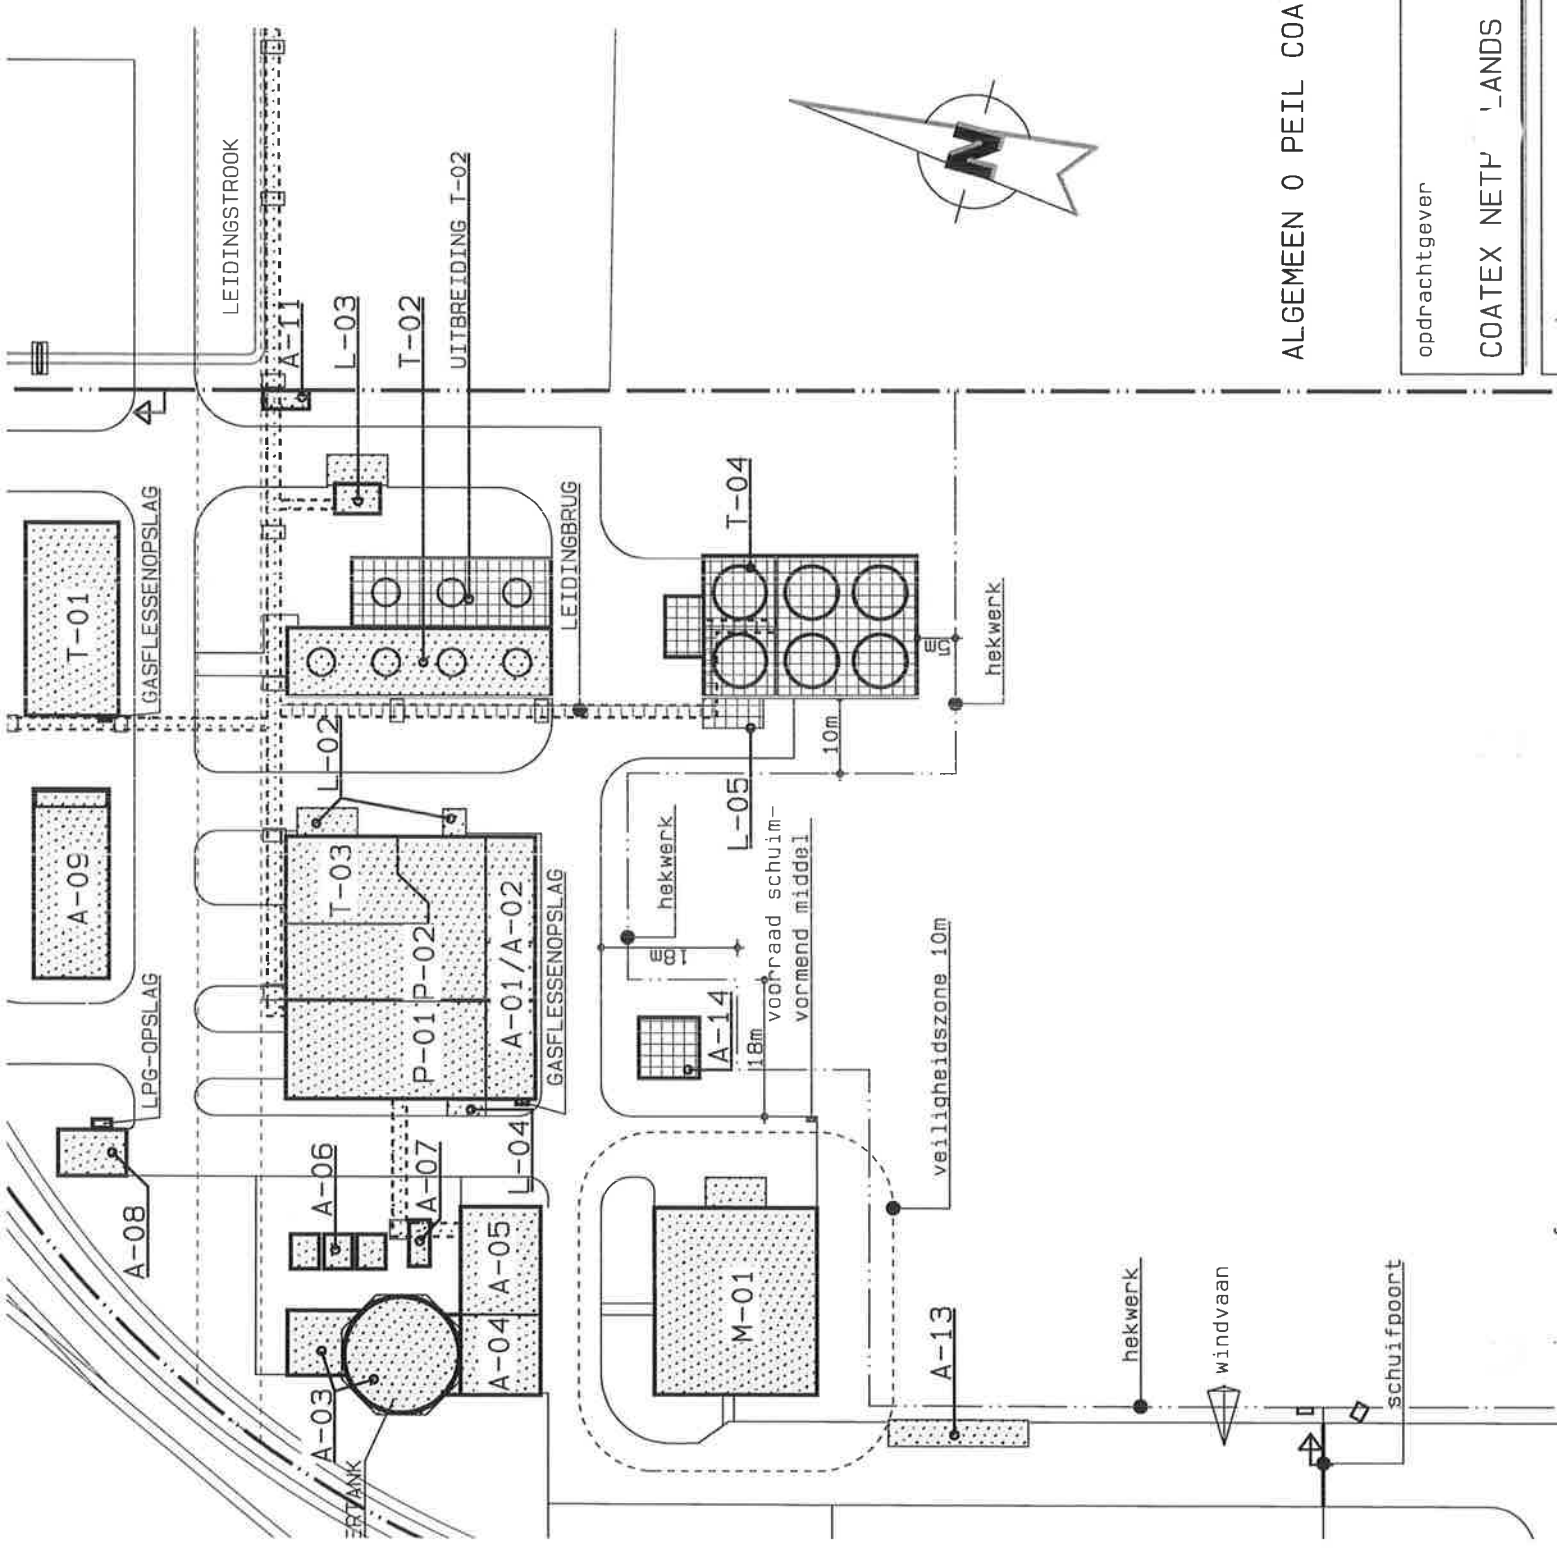 LEIDINGSTROOK
A-11
L-03
T-02
UITBREIDING T-02
T-01
GASFLESSENOPSLAG
LEIDINGBRUG
T-04
5m
hekwerk
10m
L-02
L-05
A-09
T-03
P-02
P-01
A-01/A-02
GASFLESSENOPSLAG
hekwerk
18m
voorraad schuim-
vormend middel
18m
A-14
LPG-OPSLAG
A-08
A-06
A-07
L-04
A-05
A-04
A-03
ERTANK
M-01
veiligheidszone 10m
A-13
hekwerk
windvaan
schuifpoort
N
ALGEMEEN O PEIL COA
opdrachtgever
COATEX NETH LANDS